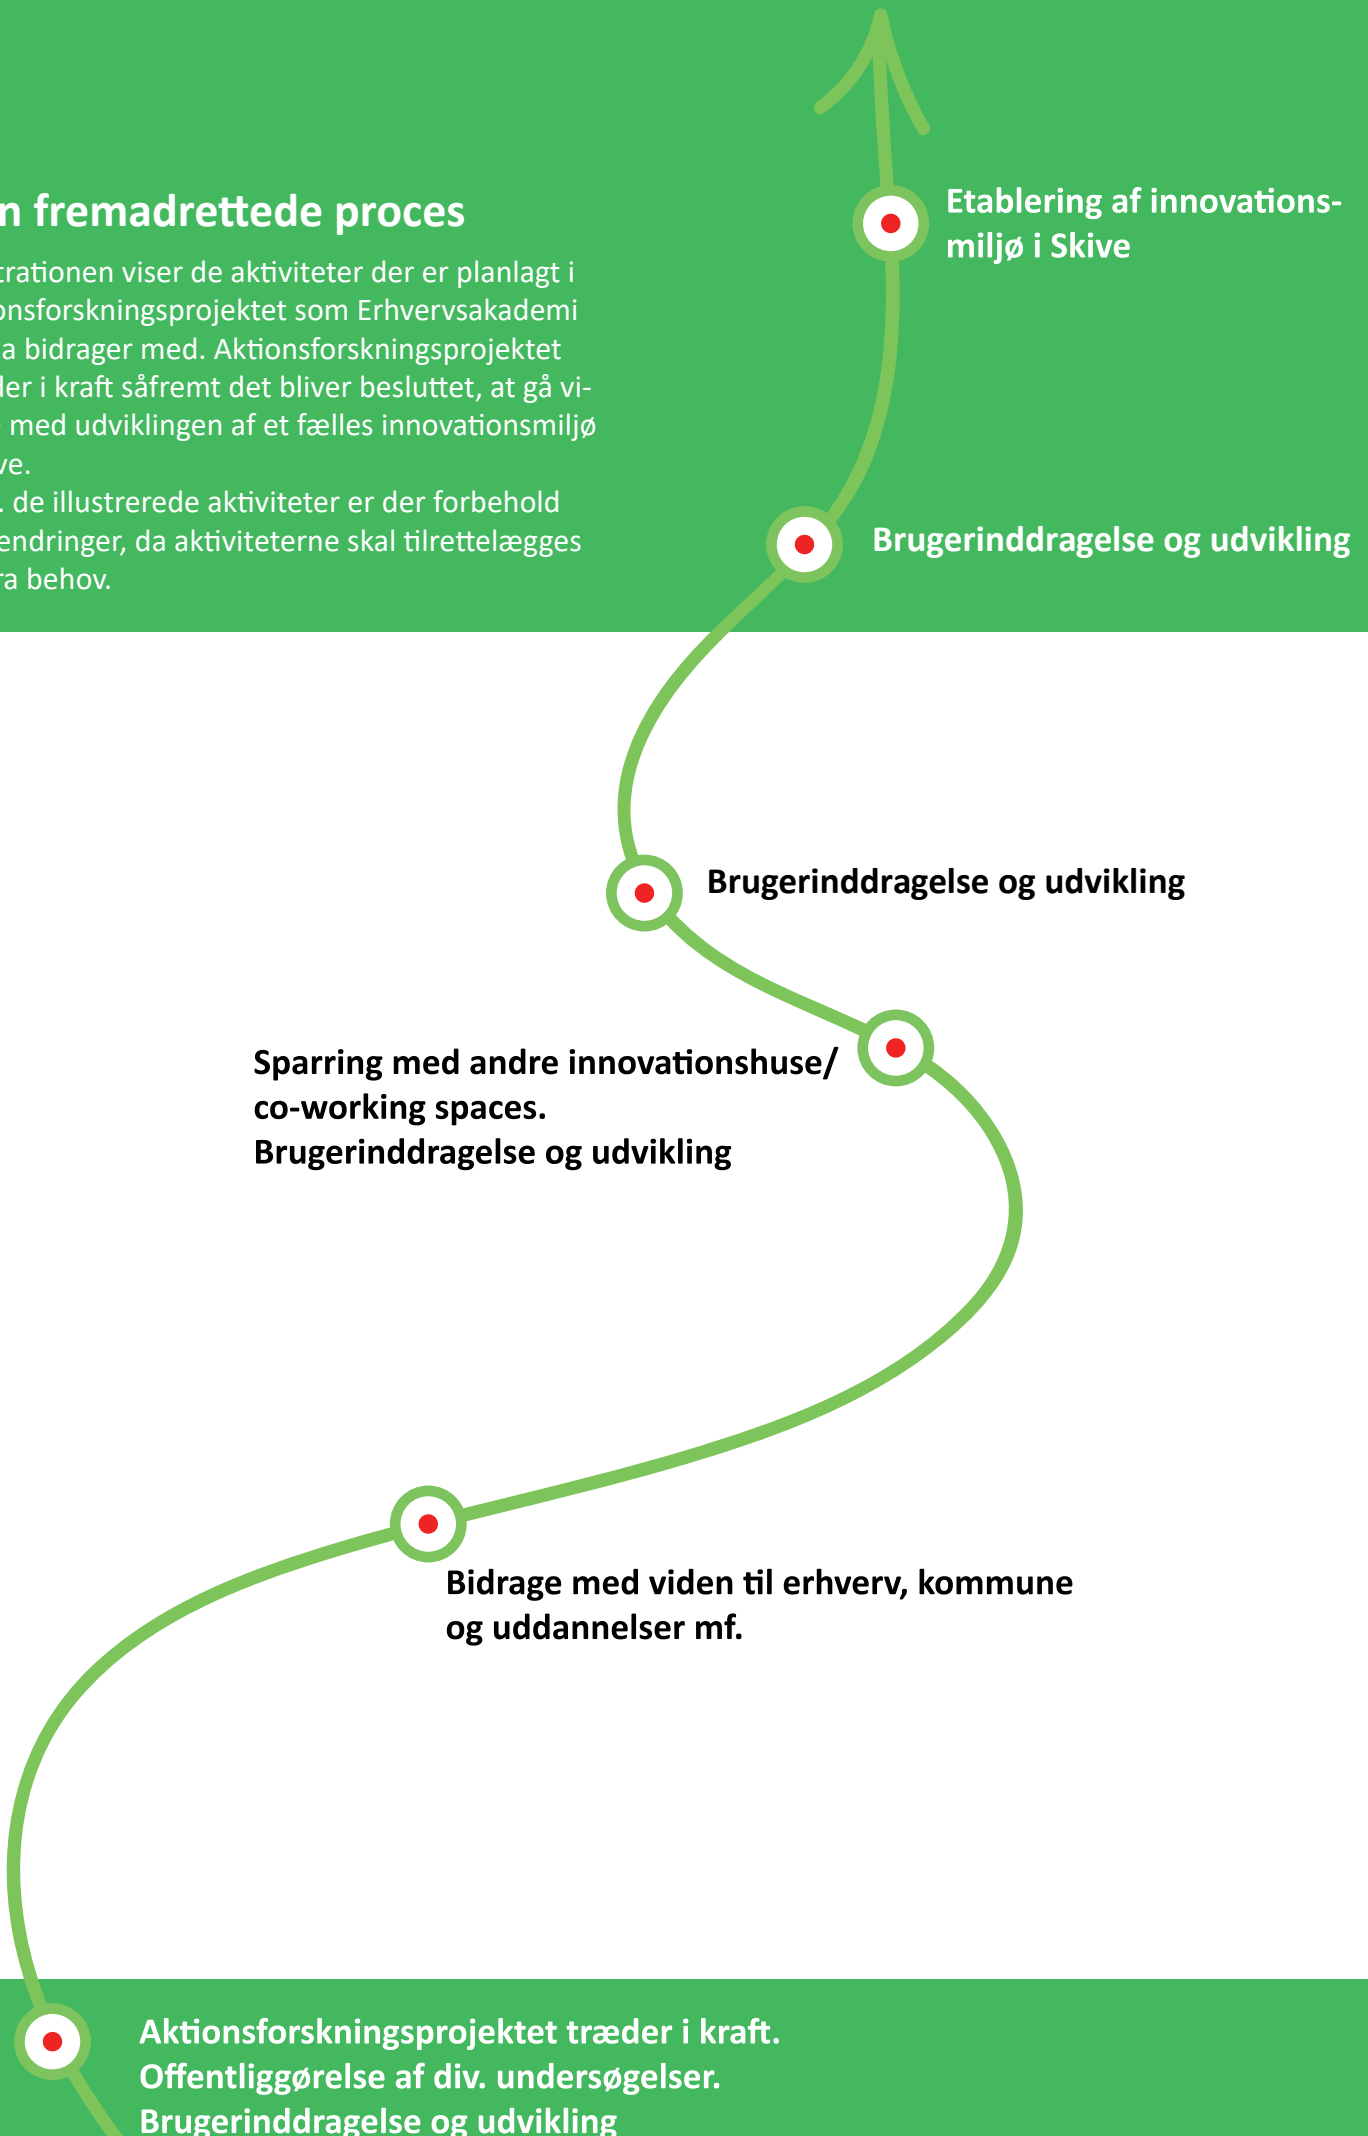 n fremadrettede proces
trationen viser de aktiviteter der er planlagt i
onsforskningsprojektet som Erhvervsakademi
a bidrager med. Aktionsforskningsprojektet
der i kraft såfremt det bliver besluttet, at gå vi-
med udviklingen af et fælles innovationsmiljø
ve.
. de illustrerede aktiviteter er der forbehold
endringer, da aktiviteterne skal tilrettelægges
ra behov.
Etablering af innovations-
miljø i Skive
Brugerinddragelse og udvikling
Brugerinddragelse og udvikling
Sparring med andre innovationshuse/
co-working spaces.
Brugerinddragelse og udvikling
Bidrage med viden til erhverv, kommune
og uddannelser mf.
Aktionsforskningsprojektet træder i kraft.
Offentliggørelse af div. undersøgelser.
Brugerinddragelse og udvikling